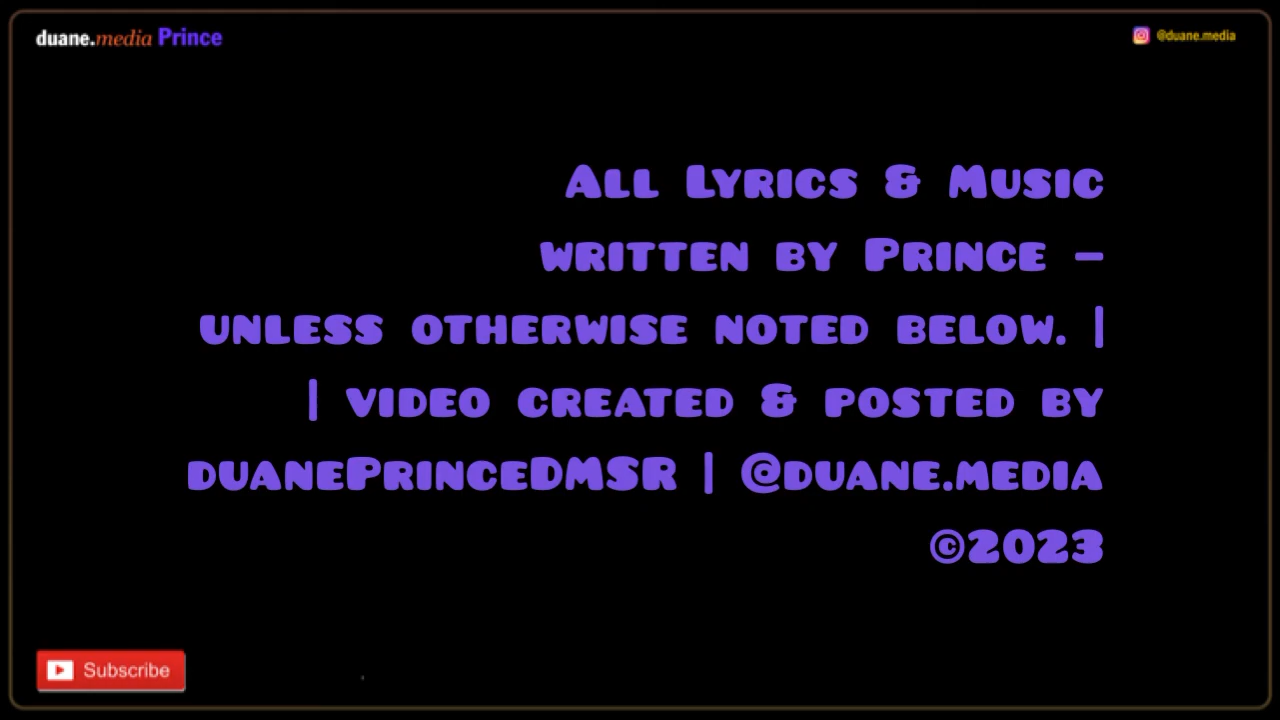 duane.media Prince
@duane.media
All Lyrics & Music
written by Prince –
unless otherwise noted below. |
| video created & posted by
duanePrinceDMSR | @duane.media
©2023
Subscribe